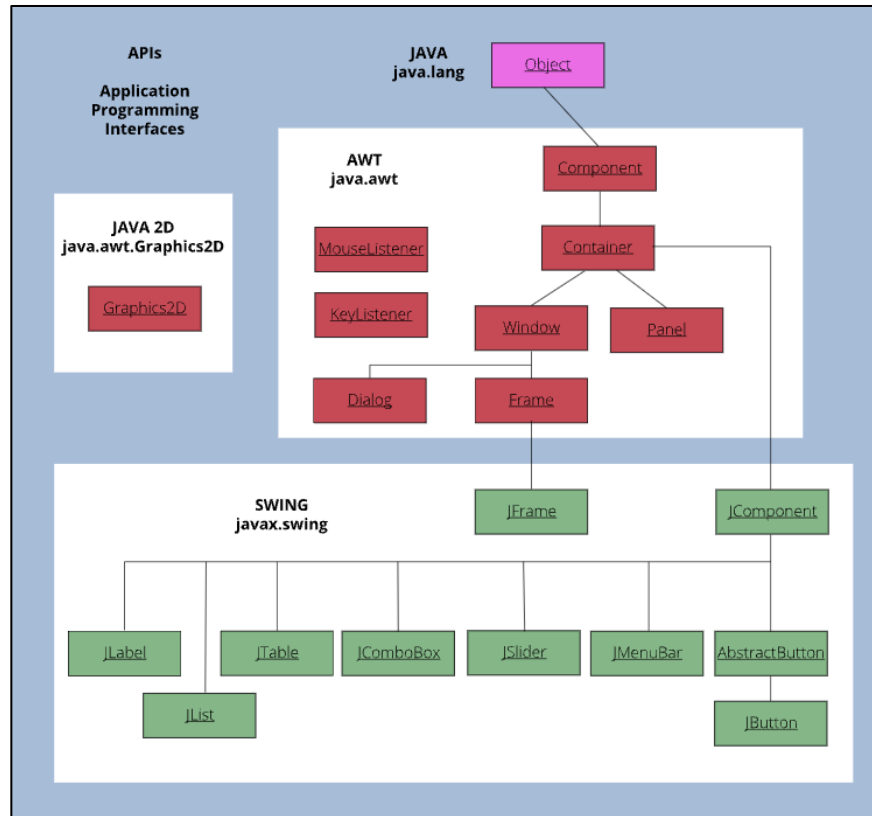 APIs
Application
Programming
Interfaces
JAVA
java.lang
Object
AWT
java.awt
Component
JAVA 2D
java.awt.Graphics2D
MouseListener
Container
Graphics2D
KeyListener
Window
Panel
Dialog
Frame
SWING
javax.swing
JFrame
JComponent
JLabel
JTable
JComboBox
JSlider
JMenuBar
AbstractButton
JList
JButton